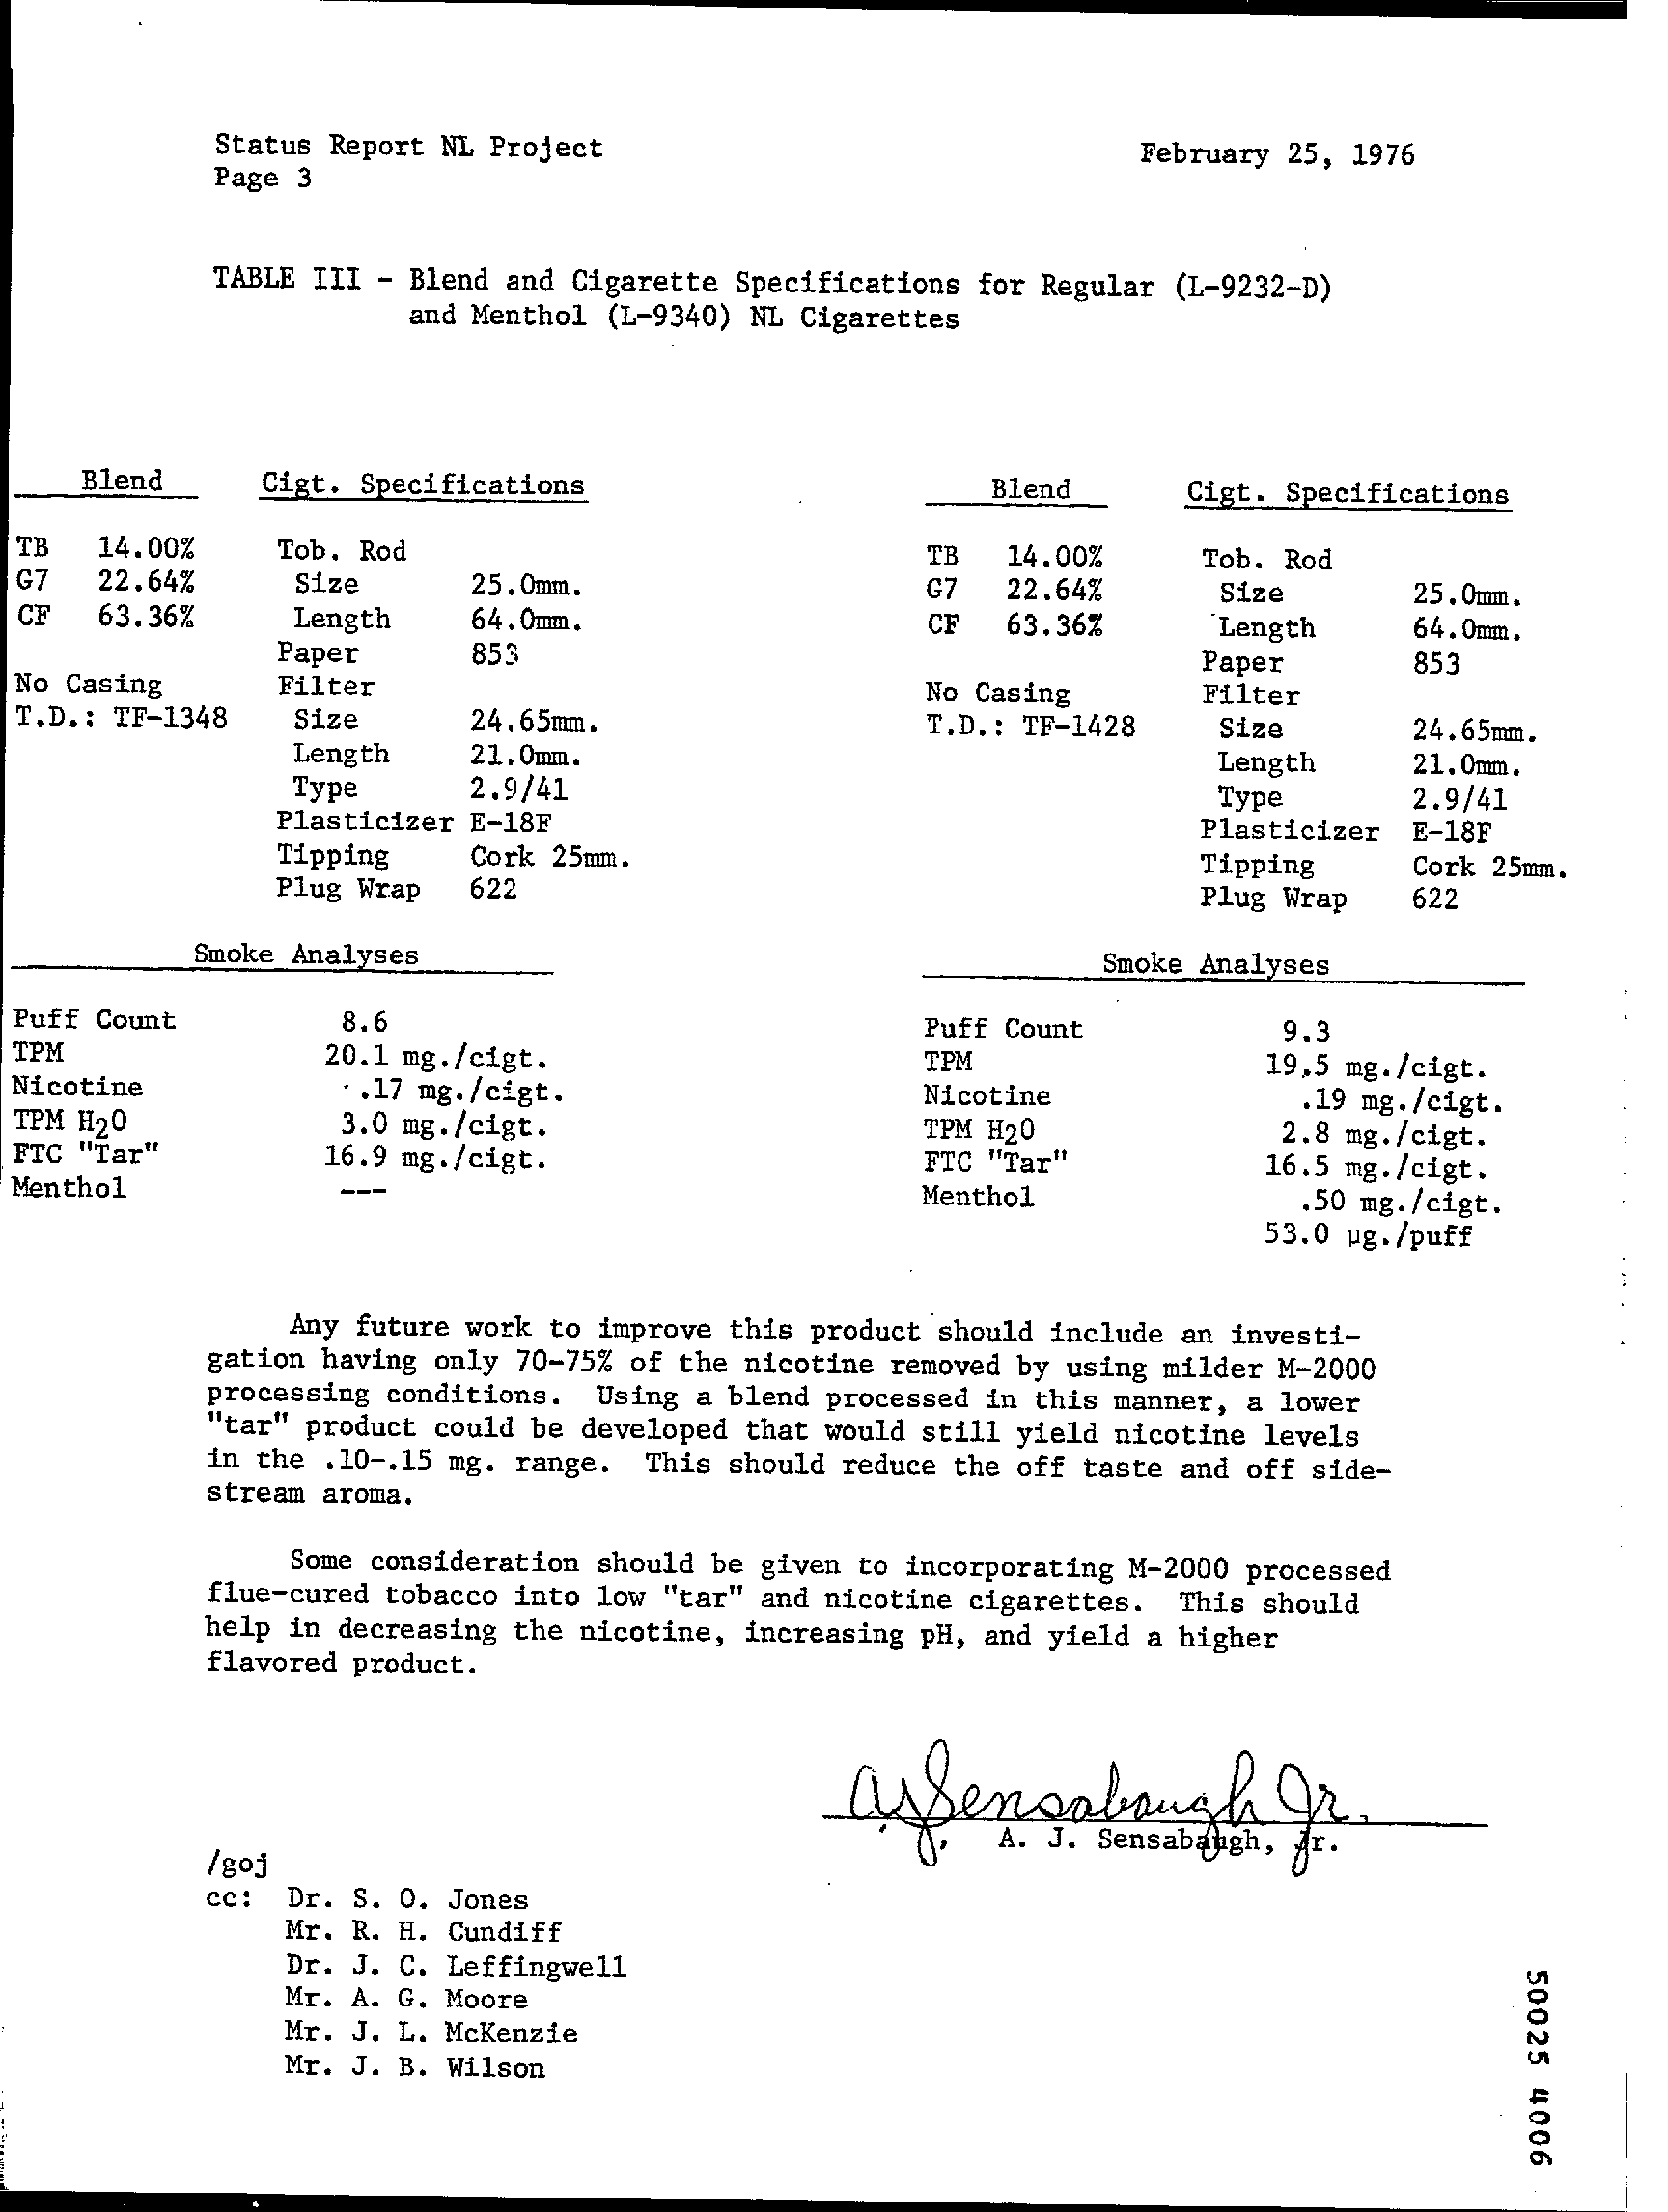 Status Report NL Project
Page 3
February 25, 1976
TABLE III - Blend and Cigarette Specifications for Regular (L-9232-D)
and Menthol (L-9340) NL Cigarettes
Blend Cigt. Specifications
TB 14.00% Tob. Rod
G7 22.64% Size 25.0mm.
CF 63.36% Length 64.0mm.
Paper 853
No Casing Filter
T.D.: TF-1348 Size 24.65mm.
Length 21.0mm.
Type 2.9/41
Plasticizer E-18F
Tipping Cork 25mm.
Plug Wrap 622
Smoke Analyses
Puff Count 8.6
TPM 20.1 mg./cigt.
Nicotine .17 mg./cigt.
TPM H2O 3.0 mg./cigt.
FTC "Tar" 16.9 mg./cigt.
Menthol ---
Blend Cigt. Specifications
TB 14.00% Tob. Rod
G7 22.64% Size 25.0mm.
CF 63.36% Length 64.0mm.
Paper 853
No Casing Filter
T.D.: TF-1428 Size 24.65mm.
Length 21.0mm.
Type 2.9/41
Plasticizer E-18F
Tipping Cork 25mm.
Plug Wrap 622
Smoke Analyses
Puff Count 9.3
TPM 19.5 mg./cigt.
Nicotine .19 mg./cigt.
TPM H2O 2.8 mg./cigt.
FTC "Tar" 16.5 mg./cigt.
Menthol .50 mg./cigt.
53.0 µg./puff
Any future work to improve this product should include an investi-
gation having only 70-75% of the nicotine removed by using milder M-2000
processing conditions. Using a blend processed in this manner, a lower
"tar" product could be developed that would still yield nicotine levels
in the .10-.15 mg. range. This should reduce the off taste and off side-
stream aroma.
Some consideration should be given to incorporating M-2000 processed
flue-cured tobacco into low "tar" and nicotine cigarettes. This should
help in decreasing the nicotine, increasing pH, and yield a higher
flavored product.
A. J. Sensabaugh Jr.
A. J. Sensabaugh, Jr.
/goj
cc: Dr. S. O. Jones
Mr. R. H. Cundiff
Dr. J. C. Leffingwell
Mr. A. G. Moore
Mr. J. L. McKenzie
Mr. J. B. Wilson
50025 4006